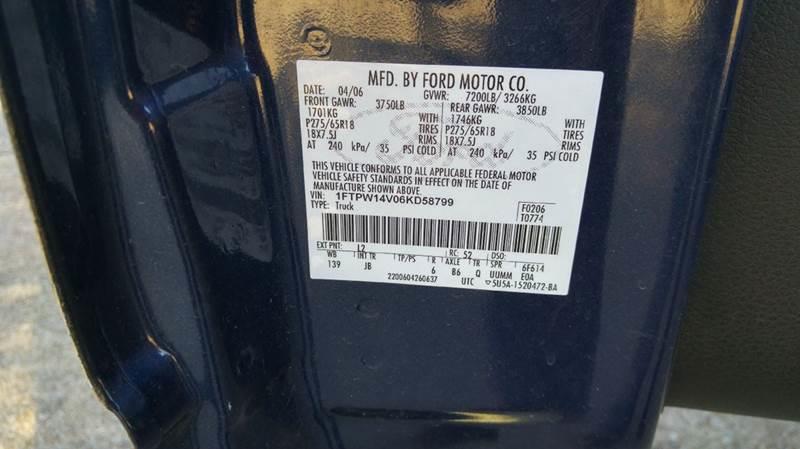 MFD. BY FORD MOTOR CO.
DATE: 04/06 GVWR: 7200LB/ 3266KG
FRONT GAWR: 3750LB REAR GAWR: 3850LB
1701KG WITH 1746KG WITH
P275/65R18 TIRES P275/65R18 TIRES
18X7.5J RIMS 18X7.5J RIMS
AT 240 kPa/ 35 PSI COLD AT 240 kPa/ 35 PSI COLD
THIS VEHICLE CONFORMS TO ALL APPLICABLE FEDERAL MOTOR
VEHICLE SAFETY STANDARDS IN EFFECT ON THE DATE OF
MANUFACTURE SHOWN ABOVE.
VIN: 1FTPW14V06KD58799 F0206
TYPE: Truck T0774
EXT PNT: L2 RC: 52 DSO:
WB INT TR TP/PS R AXLE TR SPR 6F614
139 JB 6 B6 Q UUMM E0A
2200604260637 UTC ▽5U5A-1520472-BA
Ford